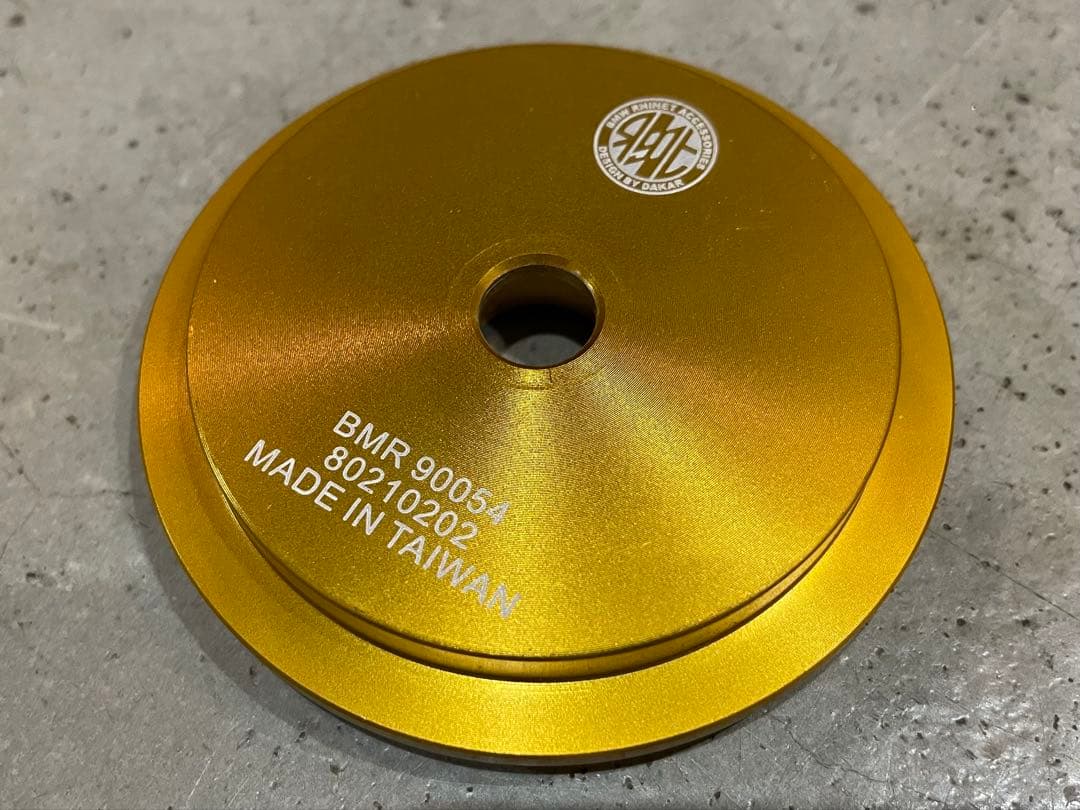 BMW RHINET ACCESSORIES
DESIGN BY DAKAR
BMR 90054
80210202
MADE IN TAIWAN